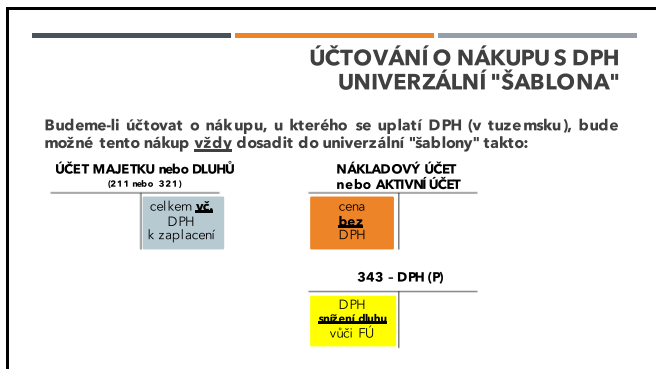 ÚČTOVÁNÍ O NÁKUPU S DPH
UNIVERZÁLNÍ "ŠABLONA"
Budeme-li účtovat o nákupu, u kterého se uplatí DPH (v tuzemsku), bude
možné tento nákup vždy dosadit do univerzální "šablony" takto:
ÚČET MAJETKU nebo DLUHŮ
(211 nebo 321)
celkem vč.
DPH
k zaplacení
NÁKLADOVÝ ÚČET
nebo AKTIVNÍ ÚČET
cena
bez
DPH
343 – DPH (P)
DPH
snížení dluhu
vůči FÚ